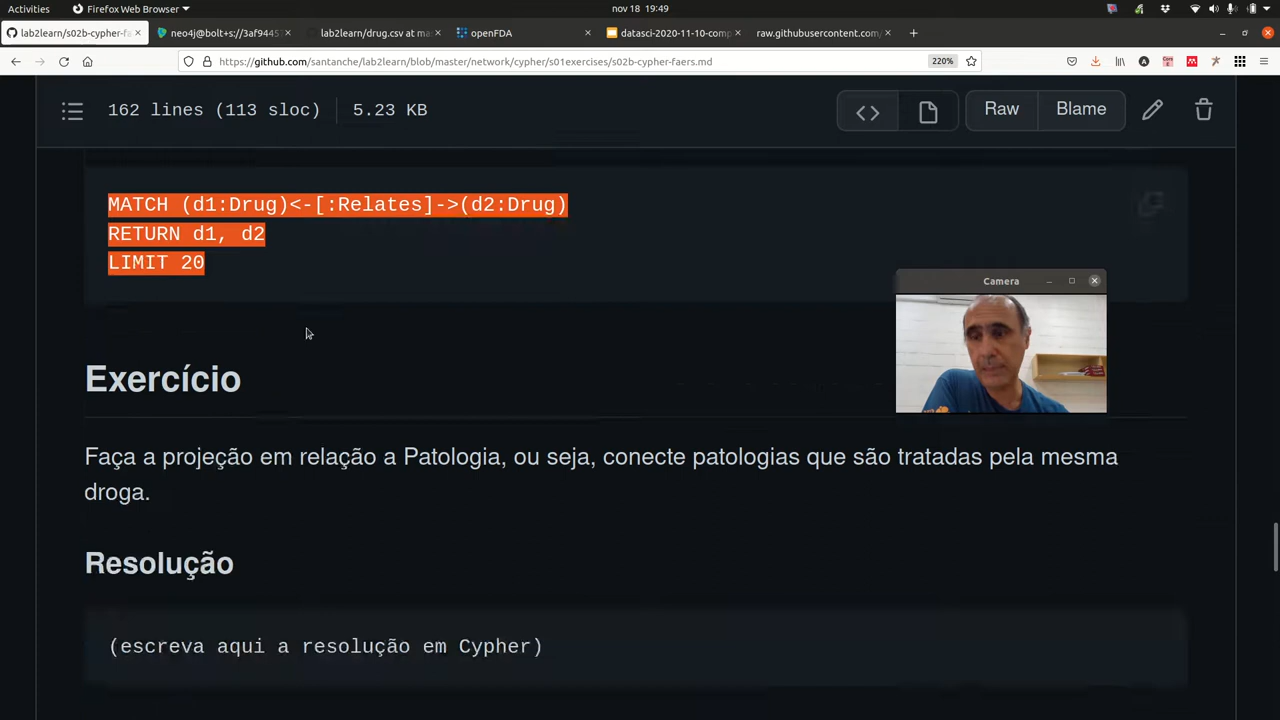 Activities
Firefox Web Browser
nov 18 19:49
lab2learn/s02b-cypher-fa
neo4j@bolt+s://3af9445
lab2learn/drug.csv at ma
openFDA
datasci-2020-11-10-comp
raw.githubusercontent.com/
https://github.com/santanche/lab2learn/blob/master/network/cypher/s01exercises/s02b-cypher-faers.md
220%
162 lines (113 sloc)
5.23 KB
Raw
Blame
MATCH (d1:Drug)<-[:Relates]->(d2:Drug)
RETURN d1, d2
LIMIT 20
Camera
Exercício
Faça a projeção em relação a Patologia, ou seja, conecte patologias que são tratadas pela mesma
droga.
Resolução
(escreva aqui a resolução em Cypher)